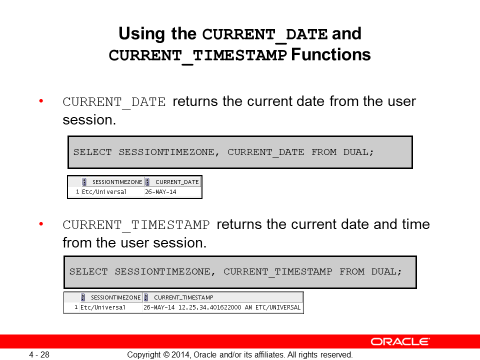 Using the CURRENT_DATE and
CURRENT_TIMESTAMP Functions
• CURRENT_DATE returns the current date from the user
session.
SELECT SESSIONTIMEZONE, CURRENT_DATE FROM DUAL;
SESSIONTIMEZONE CURRENT_DATE
1 Etc/Universal 26-MAY-14
• CURRENT_TIMESTAMP returns the current date and time
from the user session.
SELECT SESSIONTIMEZONE, CURRENT_TIMESTAMP FROM DUAL;
SESSIONTIMEZONE CURRENT_TIMESTAMP
1 Etc/Universal 26-MAY-14 12.25.34.401622000 AM ETC/UNIVERSAL
ORACLE
4 - 28 Copyright © 2014, Oracle and/or its affiliates. All rights reserved.